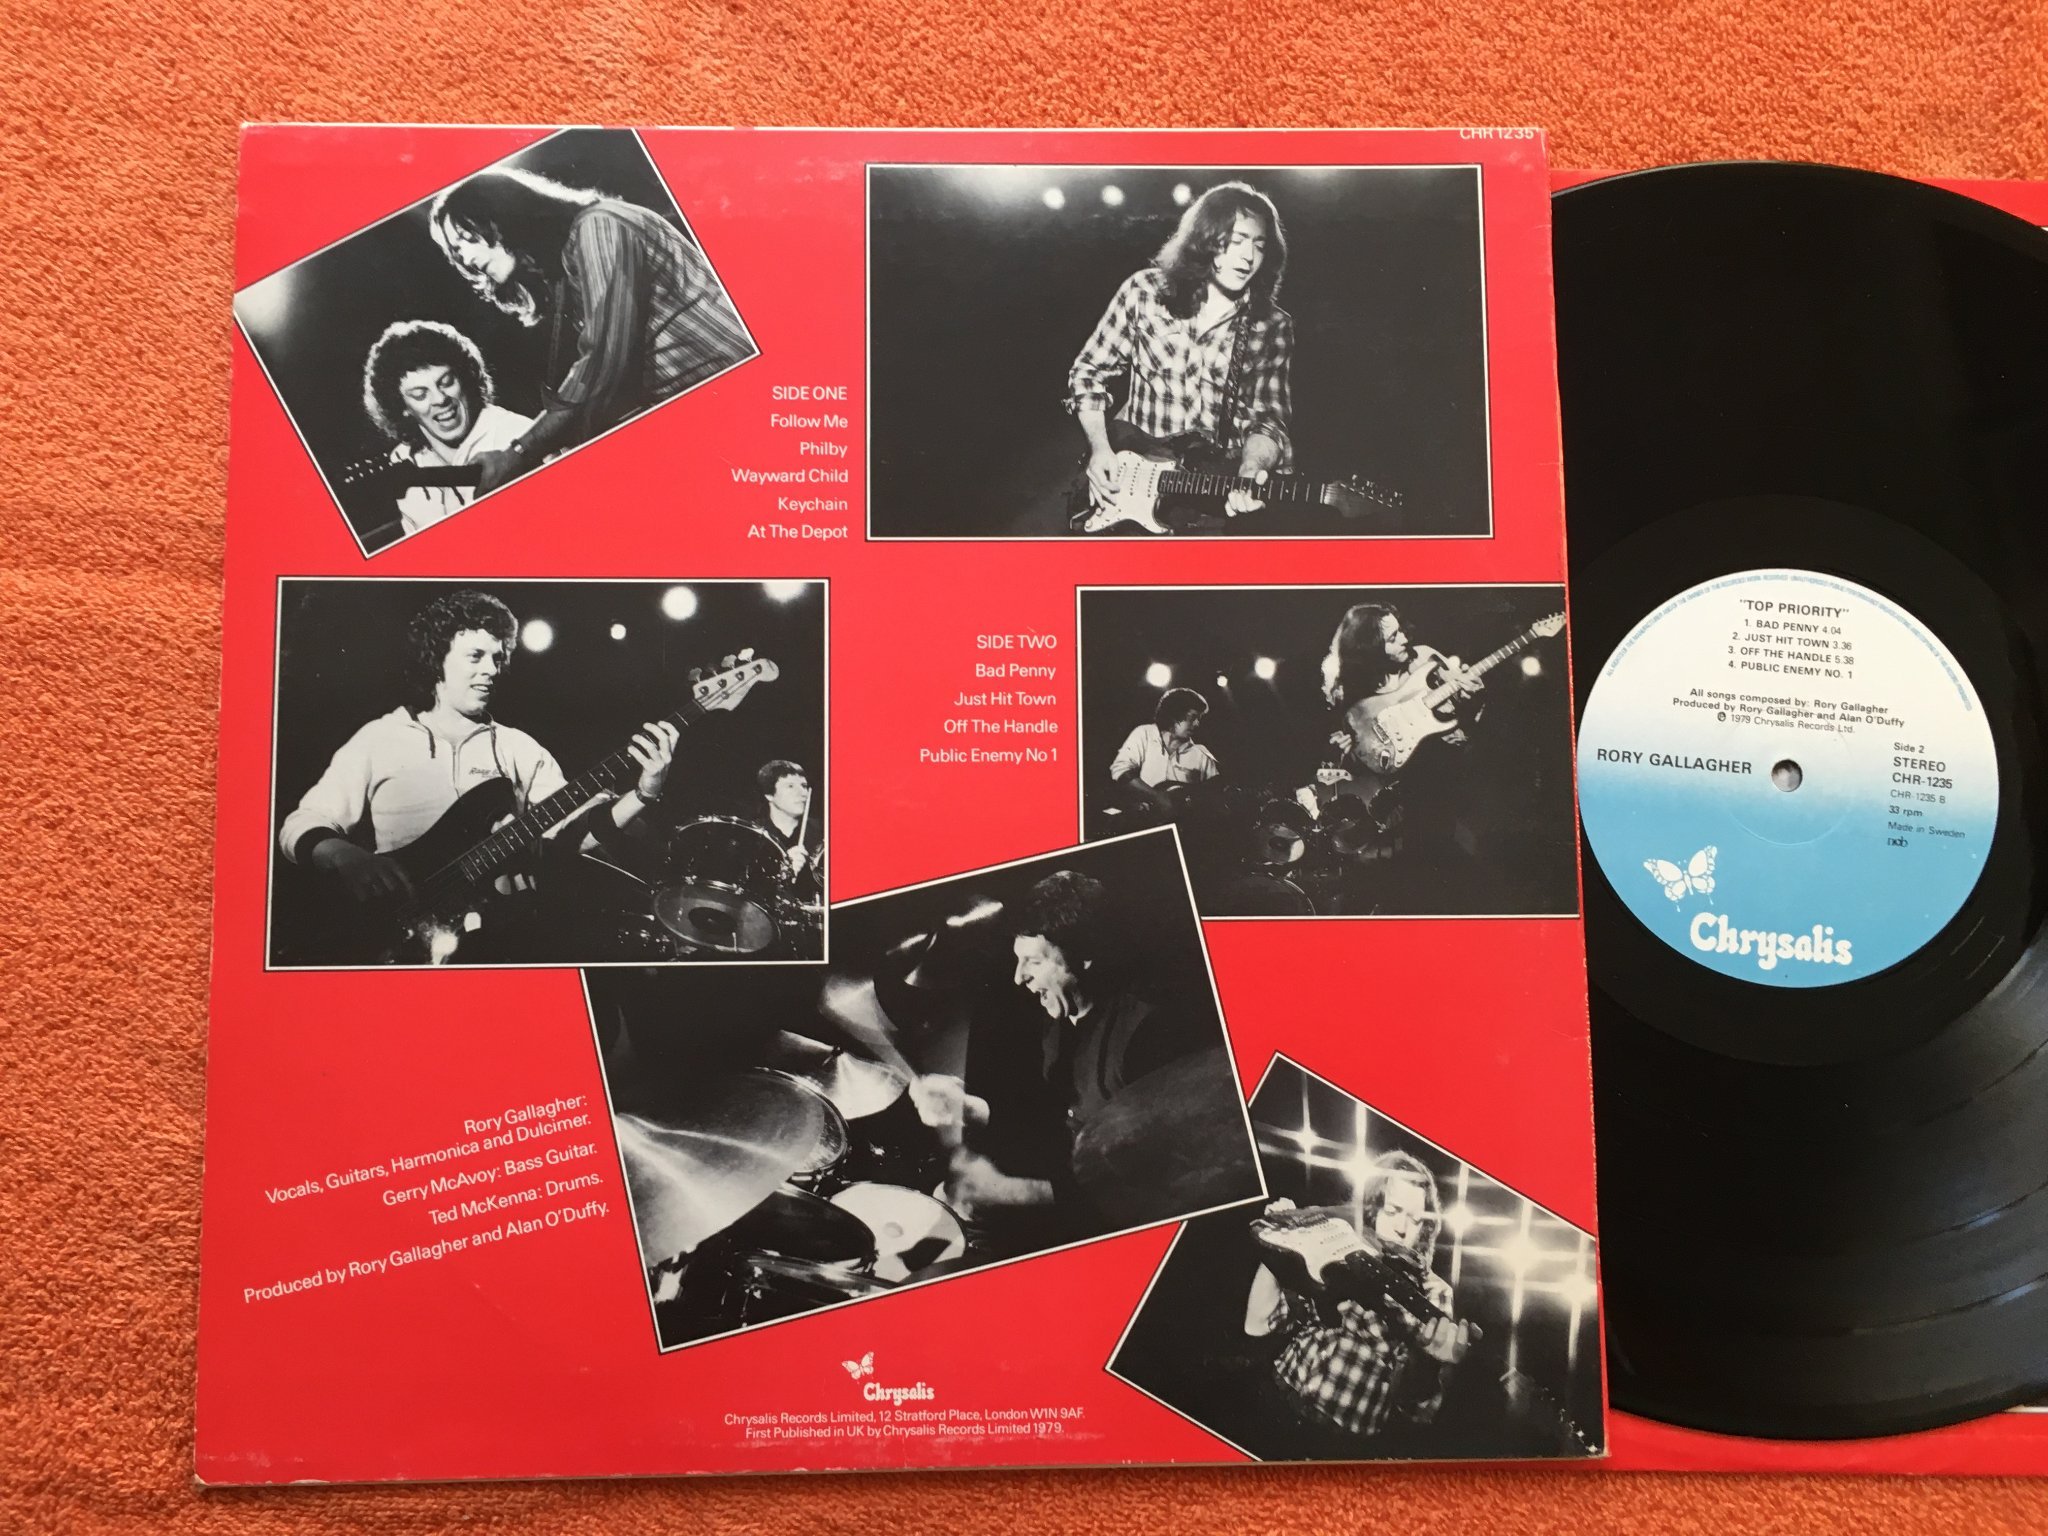 CHR 1235
SIDE ONE
Follow Me
Philby
Wayward Child
Keychain
At The Depot
SIDE TWO
Bad Penny
Just Hit Town
Off The Handle
Public Enemy No 1
Rory Gallagher:
Vocals, Guitars, Harmonica and Dulcimer.
Gerry McAvoy: Bass Guitar.
Ted McKenna: Drums.
Produced by Rory Gallagher and Alan O'Duffy.
Chrysalis
Chrysalis Records Limited, 12 Stratford Place, London W1N 9AF.
First Published in UK by Chrysalis Records Limited 1979.
"TOP PRIORITY"
1. BAD PENNY 4.04
2. JUST HIT TOWN 3.36
3. OFF THE HANDLE 5.38
4. PUBLIC ENEMY NO. 1
All songs composed by: Rory Gallagher
Produced by Rory Gallagher and Alan O'Duffy
℗ 1979 Chrysalis Records Ltd.
RORY GALLAGHER
Side 2
STEREO
CHR-1235
CHR-1235 B
33 rpm
Made in Sweden
ncb
Chrysalis